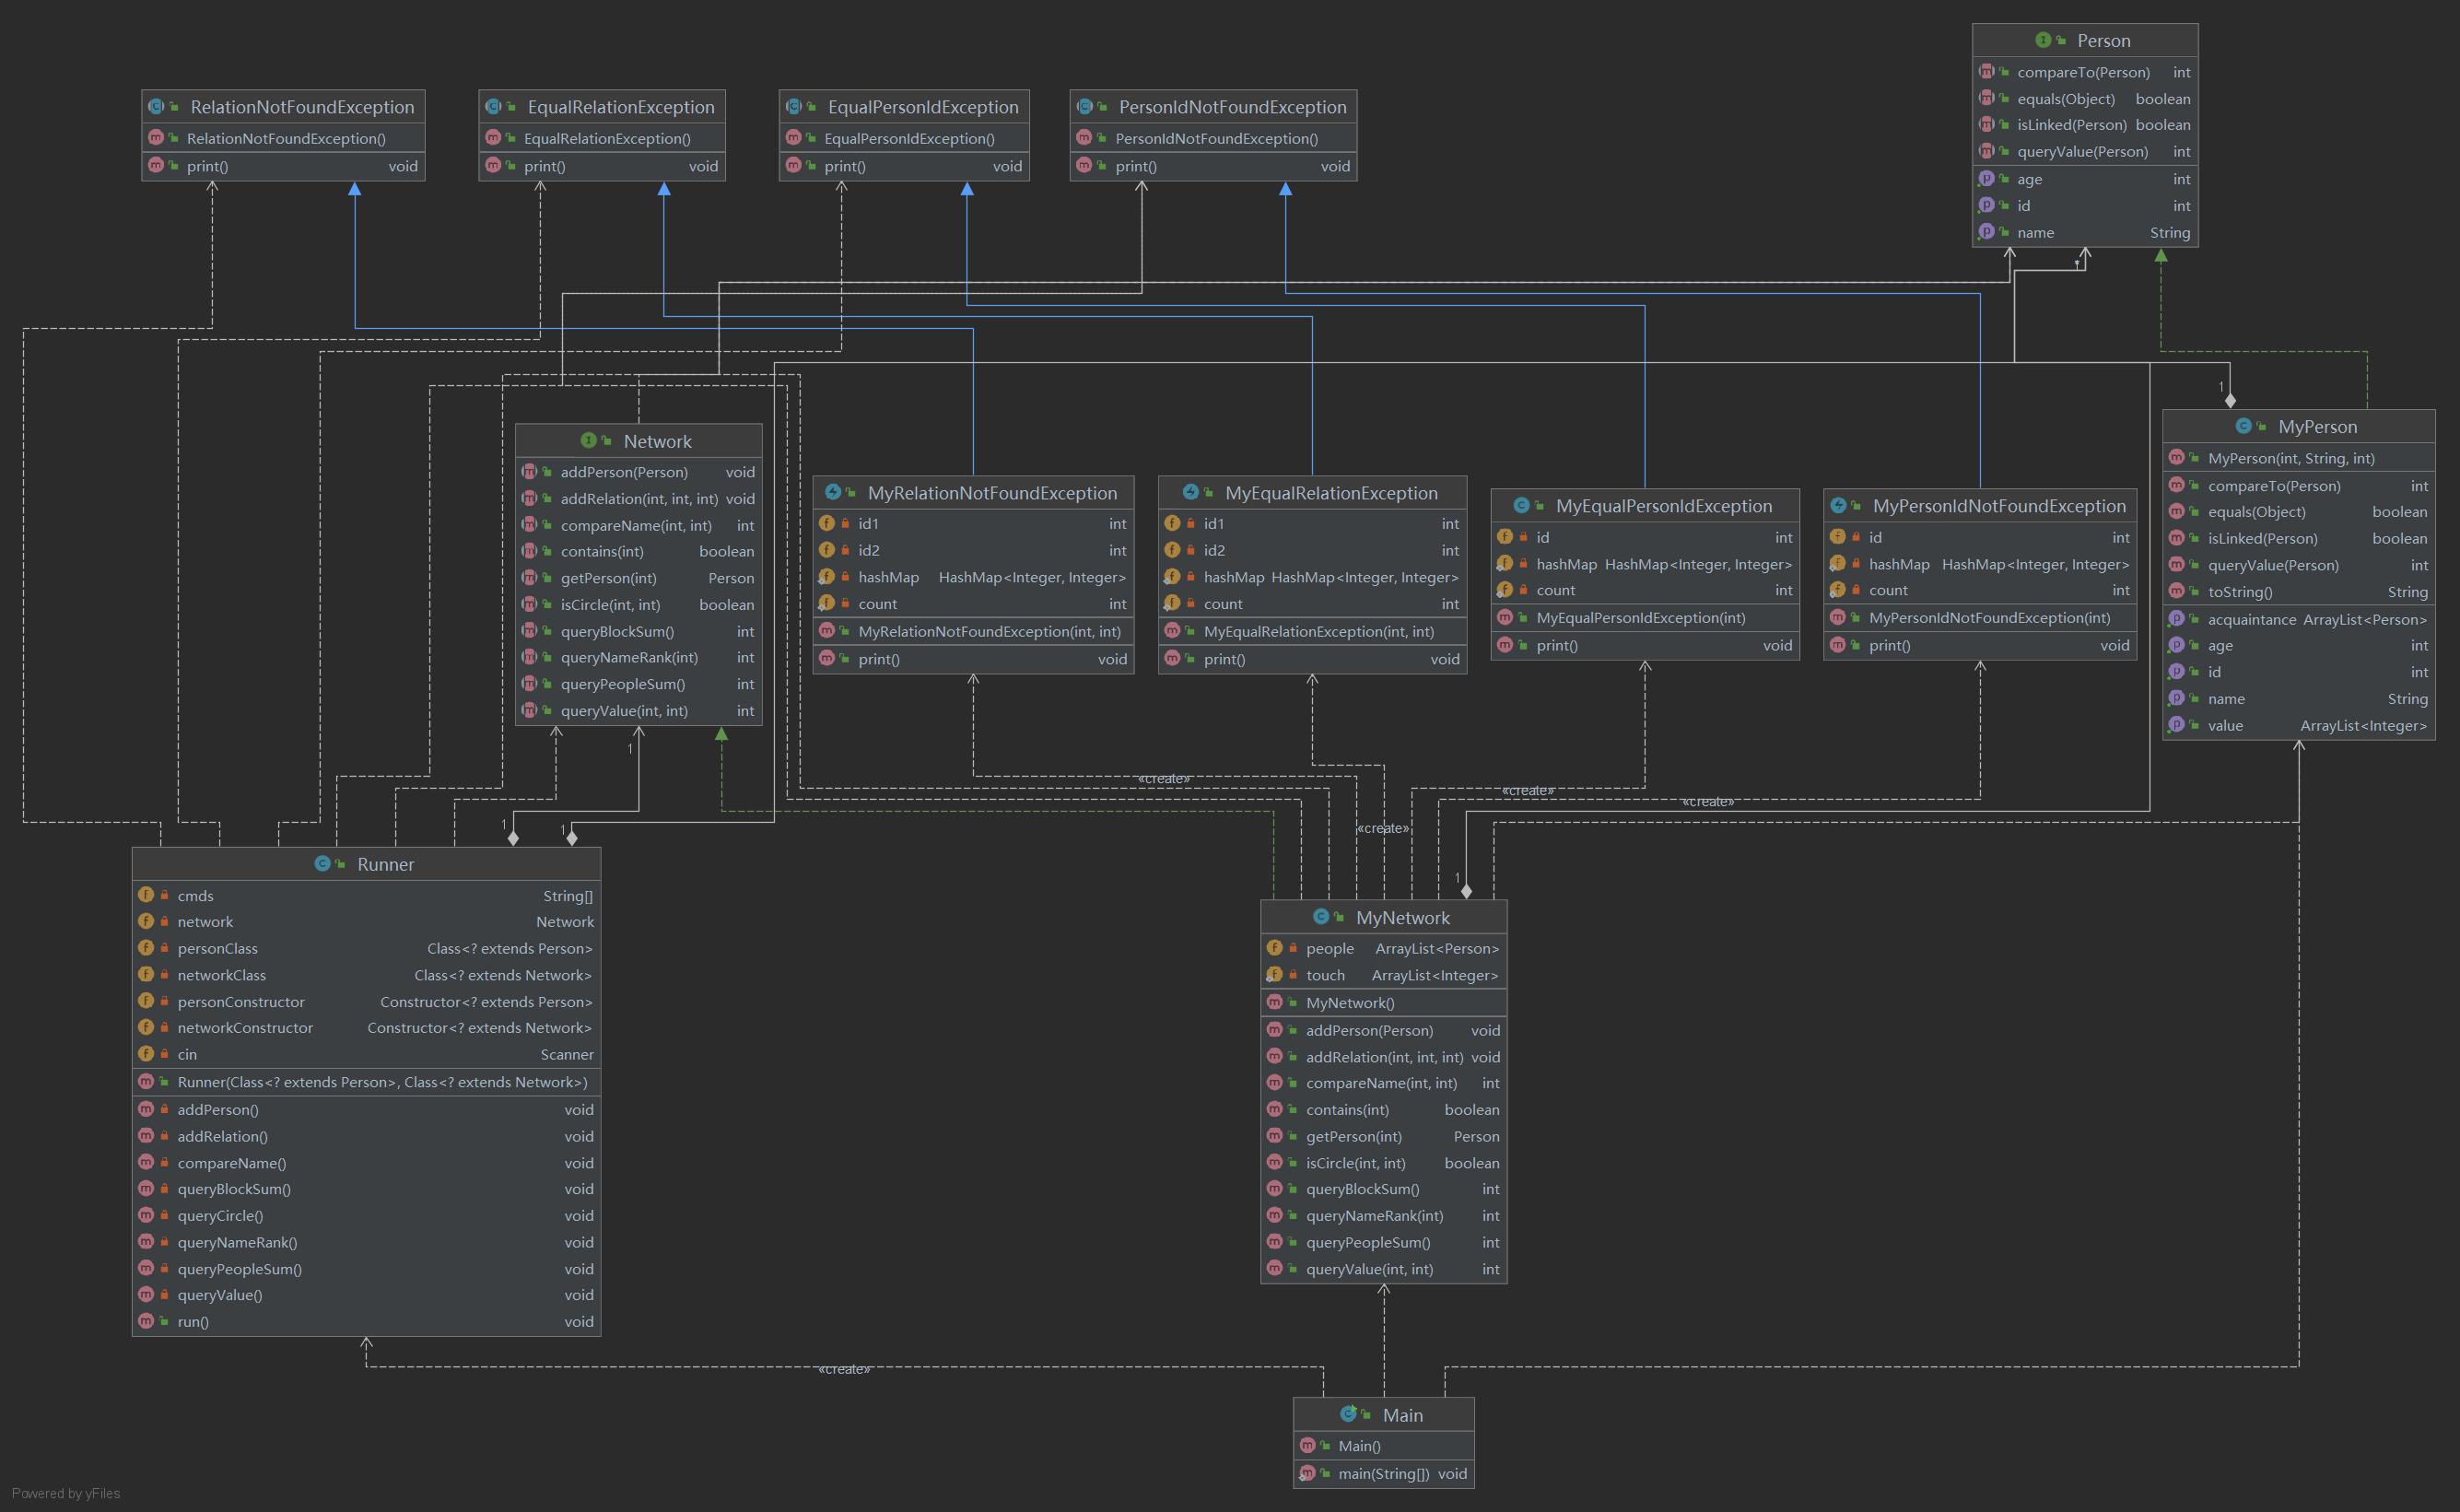 Person
compareTo(Person) int
equals(Object) boolean
isLinked(Person) boolean
queryValue(Person) int
age int
id int
name String
RelationNotFoundException
RelationNotFoundException()
print() void
EqualRelationException
EqualRelationException()
print() void
EqualPersonIdException
EqualPersonIdException()
print() void
PersonIdNotFoundException
PersonIdNotFoundException()
print() void
*
Network
addPerson(Person) void
addRelation(int, int, int) void
compareName(int, int) int
contains(int) boolean
getPerson(int) Person
isCircle(int, int) boolean
queryBlockSum() int
queryNameRank(int) int
queryPeopleSum() int
queryValue(int, int) int
MyRelationNotFoundException
id1 int
id2 int
hashMap HashMap<Integer, Integer>
count int
MyRelationNotFoundException(int, int)
print() void
MyEqualRelationException
id1 int
id2 int
hashMap HashMap<Integer, Integer>
count int
MyEqualRelationException(int, int)
print() void
MyEqualPersonIdException
id int
hashMap HashMap<Integer, Integer>
count int
MyEqualPersonIdException(int)
print() void
MyPersonIdNotFoundException
id int
hashMap HashMap<Integer, Integer>
count int
MyPersonIdNotFoundException(int)
print() void
1
MyPerson
MyPerson(int, String, int)
compareTo(Person) int
equals(Object) boolean
isLinked(Person) boolean
queryValue(Person) int
toString() String
acquaintance ArrayList<Person>
age int
id int
name String
value ArrayList<Integer>
1
«create»
«create»
«create»
«create»
1
1
1
Runner
cmds String[]
network Network
personClass Class<? extends Person>
networkClass Class<? extends Network>
personConstructor Constructor<? extends Person>
networkConstructor Constructor<? extends Network>
cin Scanner
Runner(Class<? extends Person>, Class<? extends Network>)
addPerson() void
addRelation() void
compareName() void
queryBlockSum() void
queryCircle() void
queryNameRank() void
queryPeopleSum() void
queryValue() void
run() void
MyNetwork
people ArrayList<Person>
touch ArrayList<Integer>
MyNetwork()
addPerson(Person) void
addRelation(int, int, int) void
compareName(int, int) int
contains(int) boolean
getPerson(int) Person
isCircle(int, int) boolean
queryBlockSum() int
queryNameRank(int) int
queryPeopleSum() int
queryValue(int, int) int
«create»
Main
Main()
main(String[]) void
Powered by yFiles